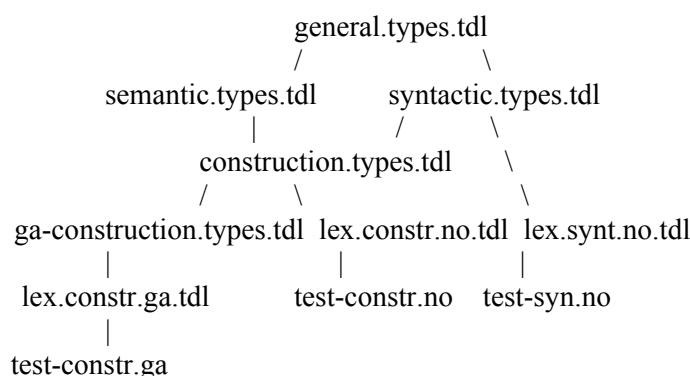 general.types.tdl
/ \
semantic.types.tdl syntactic.types.tdl
| / \
construction.types.tdl \
/ \ \
ga-construction.types.tdl lex.constr.no.tdl lex.synt.no.tdl
| | |
lex.constr.ga.tdl test-constr.no test-syn.no
|
test-constr.ga